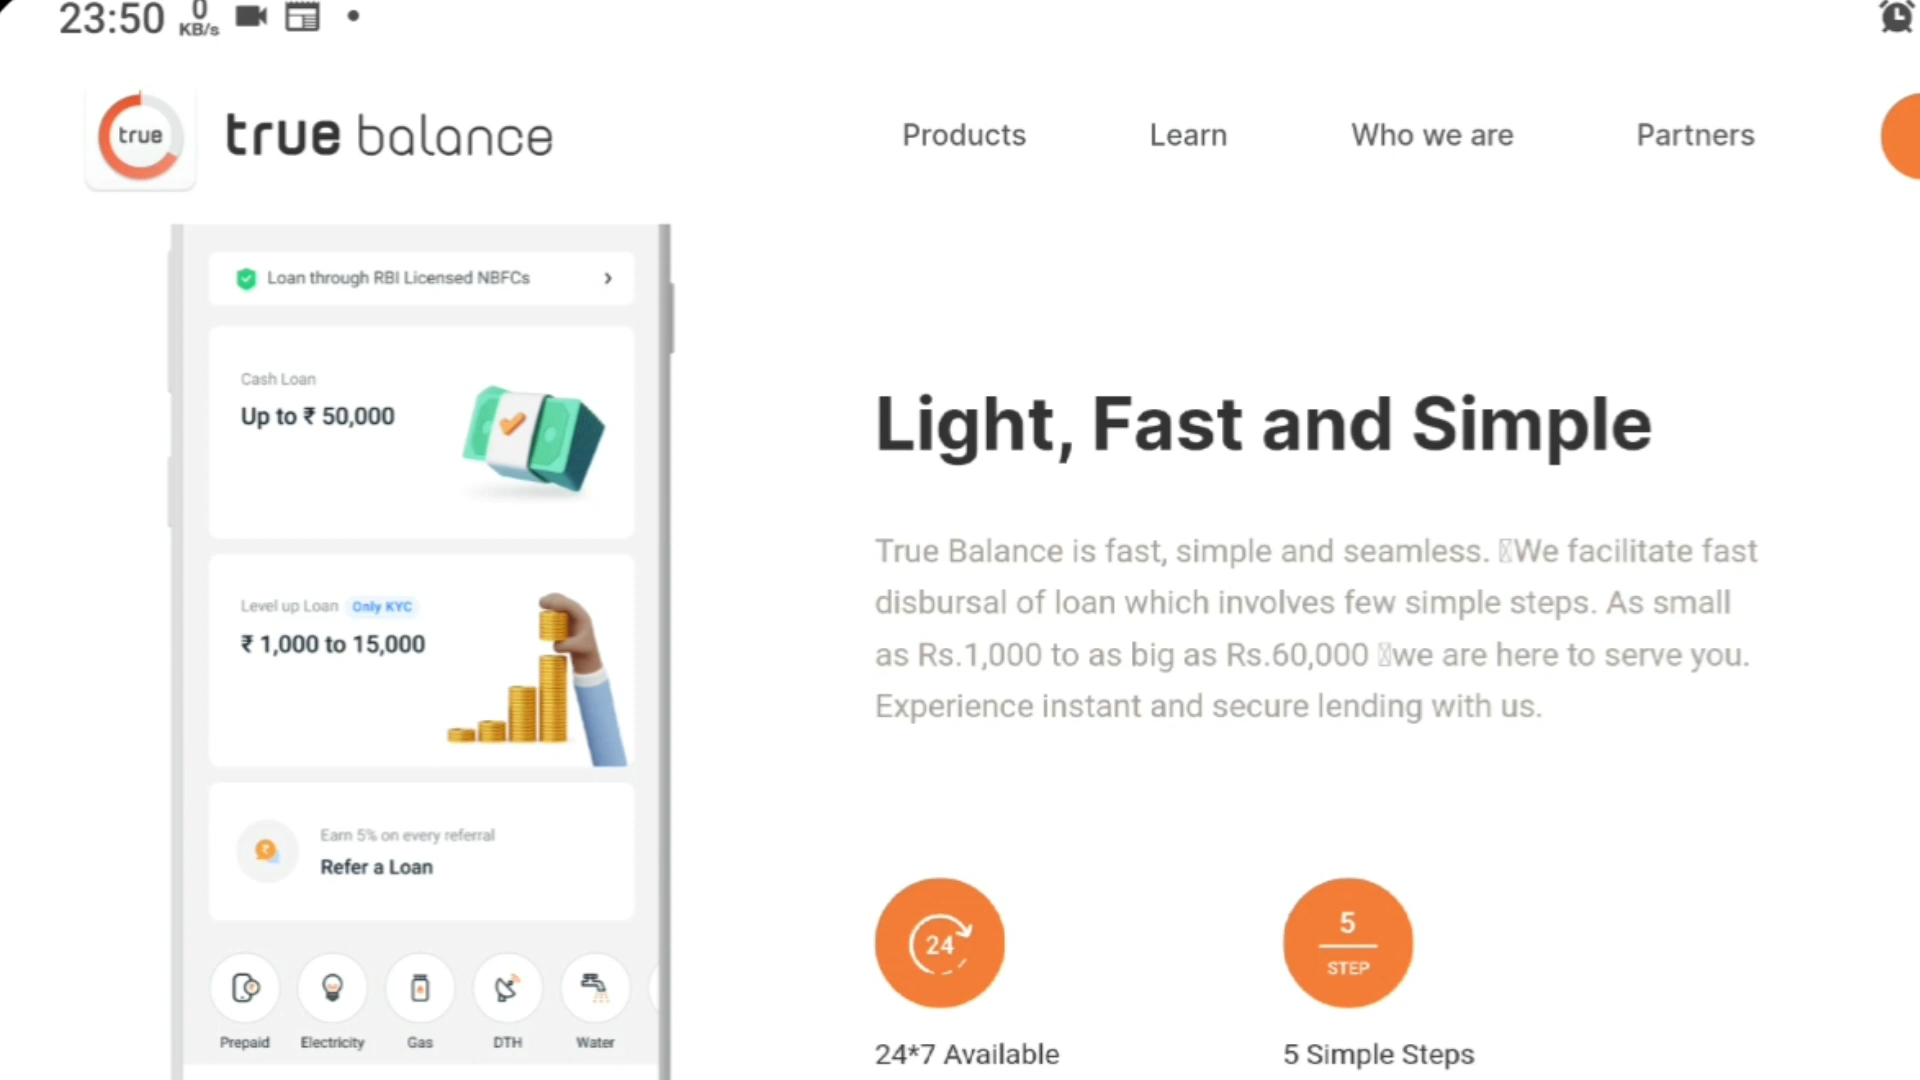 23:50 0 KB/s
true
true balance
Products Learn Who we are Partners
Loan through RBI Licensed NBFCs
Cash Loan
Up to ₹ 50,000
Level up Loan Only KYC
₹ 1,000 to 15,000
Earn 5% on every referral
Refer a Loan
Prepaid Electricity Gas DTH Water
Light, Fast and Simple
True Balance is fast, simple and seamless. We facilitate fast
disbursal of loan which involves few simple steps. As small
as Rs.1,000 to as big as Rs.60,000 we are here to serve you.
Experience instant and secure lending with us.
24
5
STEP
24*7 Available
5 Simple Steps